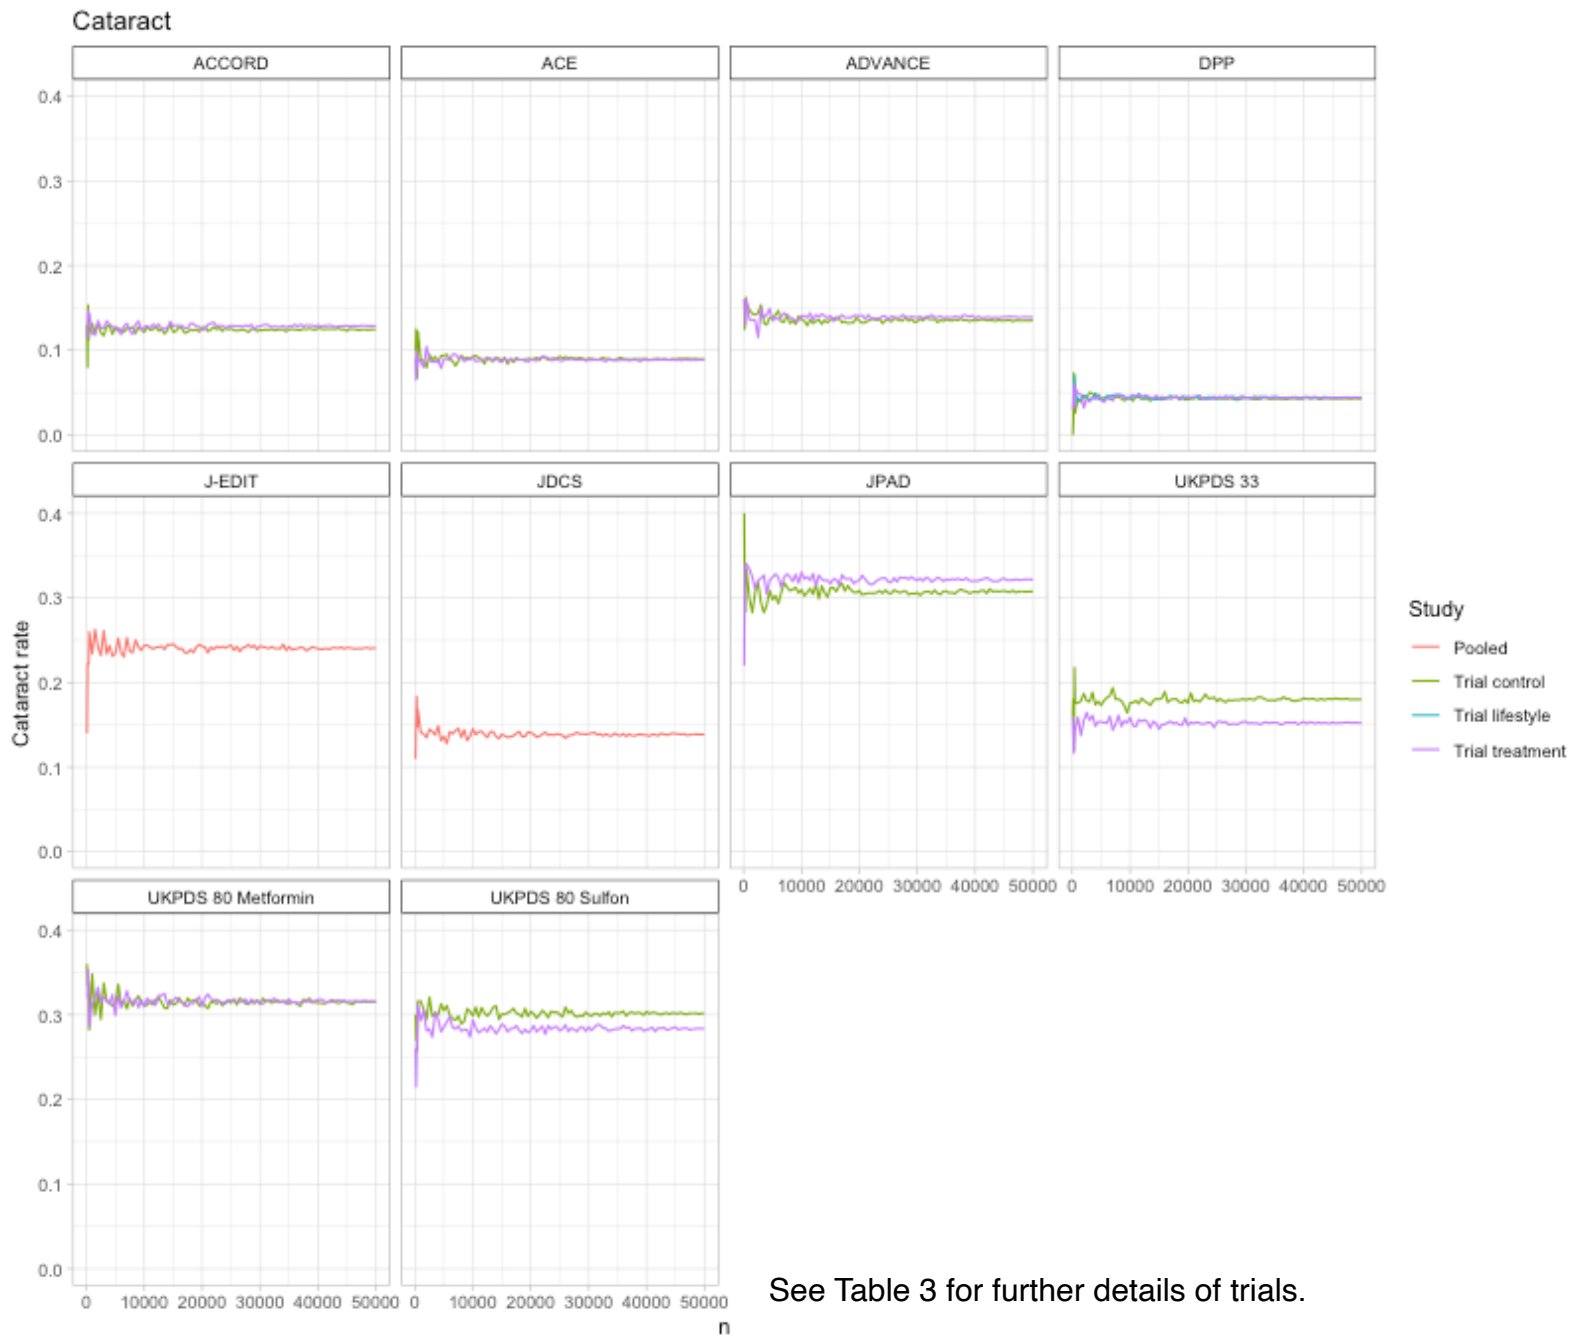 Cataract
ACCORD
ACE
ADVANCE
DPP
0.4
0.3
0.2
0.1
0.0
J-EDIT
JDCS
JPAD
UKPDS 33
0.4
0.3
0.2
0.1
0.0
0 10000 20000 30000 40000 50000
0 10000 20000 30000 40000 50000
UKPDS 80 Metformin
UKPDS 80 Sulfon
0.4
0.3
0.2
0.1
0.0
0 10000 20000 30000 40000 50000
0 10000 20000 30000 40000 50000
Cataract rate
n
Study
Pooled
Trial control
Trial lifestyle
Trial treatment
See Table 3 for further details of trials.